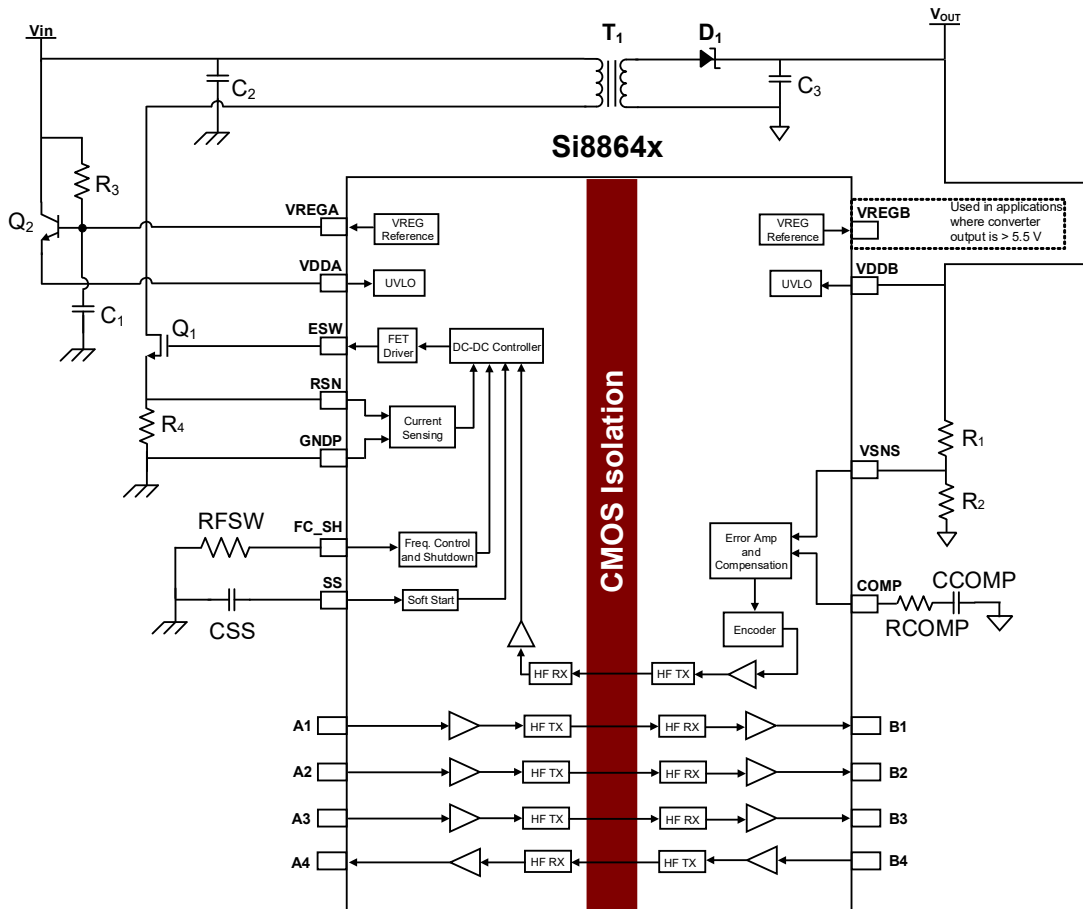 Vin
T1
D1
VOUT
C2
C3
Si8864x
R3
Q2
VREGA
VREG
Reference
VREG
Reference
VREGB
Used in applications
where converter
output is > 5.5 V
VDDA
UVLO
UVLO
VDDB
C1
Q1
ESW
FET
Driver
DC-DC Controller
RSN
R4
Current
Sensing
GNDP
CMOS Isolation
R1
VSNS
R2
RFSW
FC_SH
Freq. Control
and Shutdown
Error Amp
and
Compensation
SS
Soft Start
CSS
COMP
CCOMP
RCOMP
Encoder
HF RX
HF TX
A1
HF TX
HF RX
B1
A2
HF TX
HF RX
B2
A3
HF TX
HF RX
B3
A4
HF RX
HF TX
B4